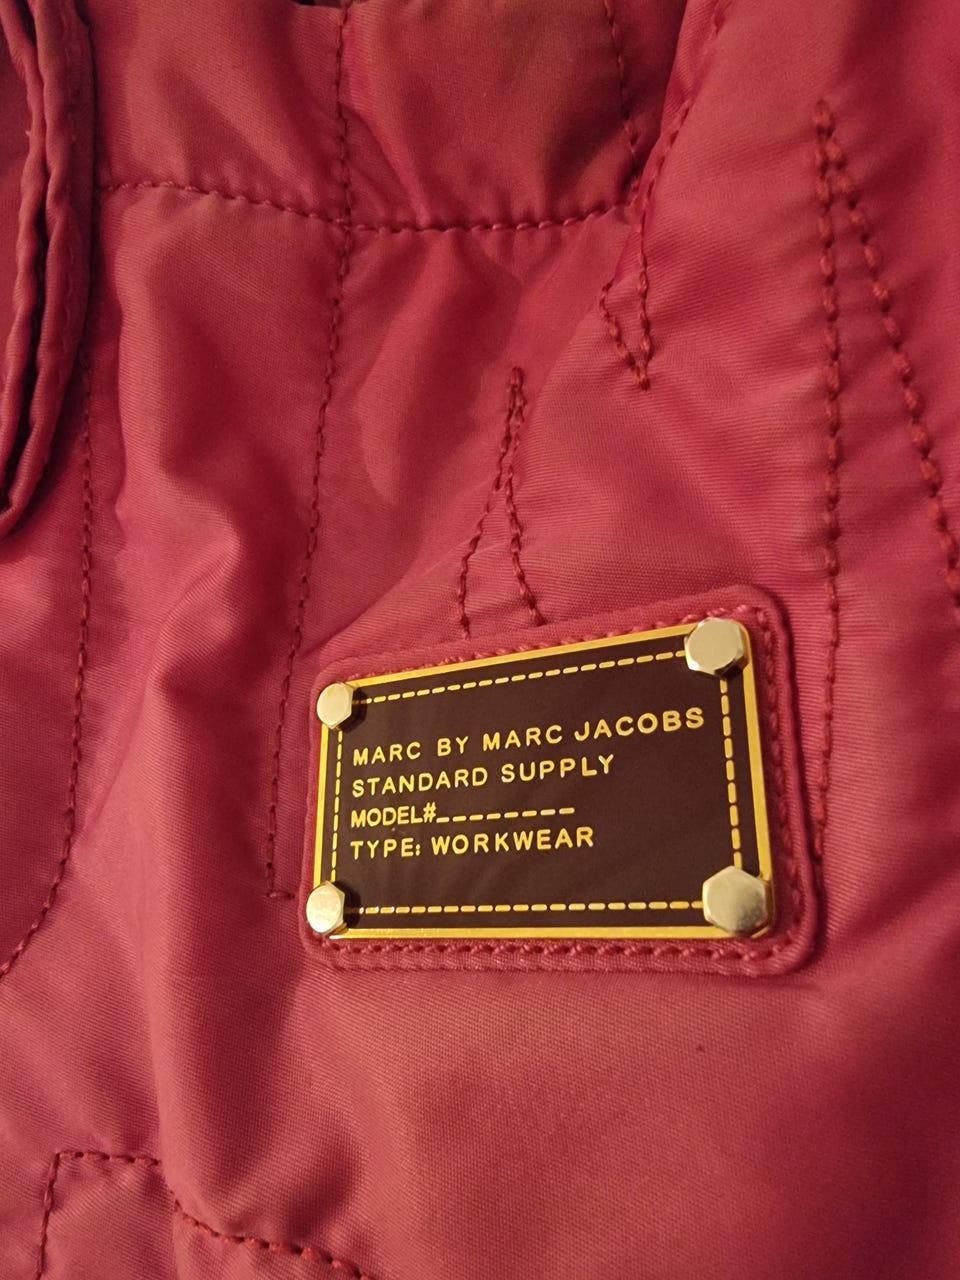 MARC BY MARC JACOBS
STANDARD SUPPLY
MODEL#________
TYPE: WORKWEAR